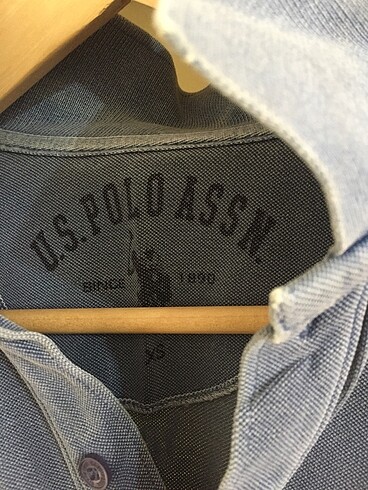 U.S. POLO ASSN.
SINCE 1890
XS